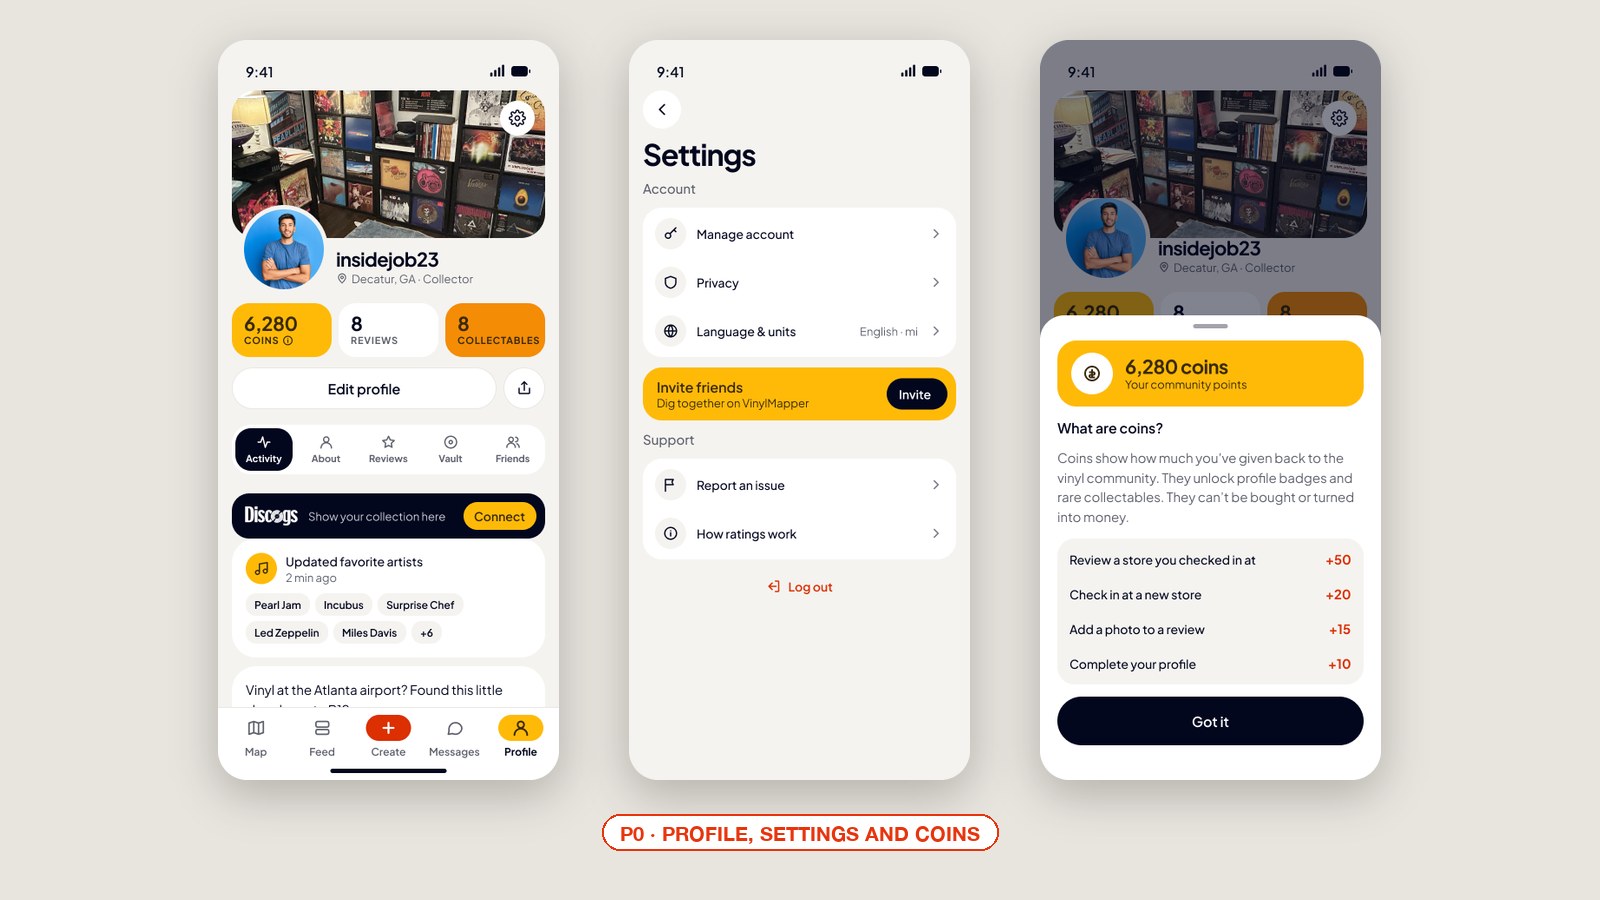 9:41
insidejob23
Decatur, GA · Collector
6,280
COINS
8
REVIEWS
8
COLLECTABLES
Edit profile
Activity
About
Reviews
Vault
Friends
Discogs
Show your collection here
Connect
Updated favorite artists
2 min ago
Pearl Jam
Incubus
Surprise Chef
Led Zeppelin
Miles Davis
+6
Vinyl at the Atlanta airport? Found this little
Map
Feed
Create
Messages
Profile
9:41
Settings
Account
Manage account
Privacy
Language & units
English · mi
Invite friends
Dig together on VinylMapper
Invite
Support
Report an issue
How ratings work
Log out
9:41
insidejob23
Decatur, GA · Collector
6,280
8
8
6,280 coins
Your community points
What are coins?
Coins show how much you've given back to the
vinyl community. They unlock profile badges and
rare collectables. They can't be bought or turned
into money.
Review a store you checked in at
+50
Check in at a new store
+20
Add a photo to a review
+15
Complete your profile
+10
Got it
P0 · PROFILE, SETTINGS AND COINS